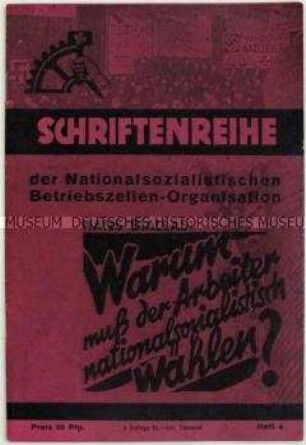 SCHRIFTENREIHE
der Nationalsozialistischen
Betriebszellen-Organisation
MUSEUM DEUTSCHES HISTORISCHES MUSEUM
Warum
muß der Arbeiter
nationalsozialistisch
wählen?
Preis 10 Pfg.
Heft 4